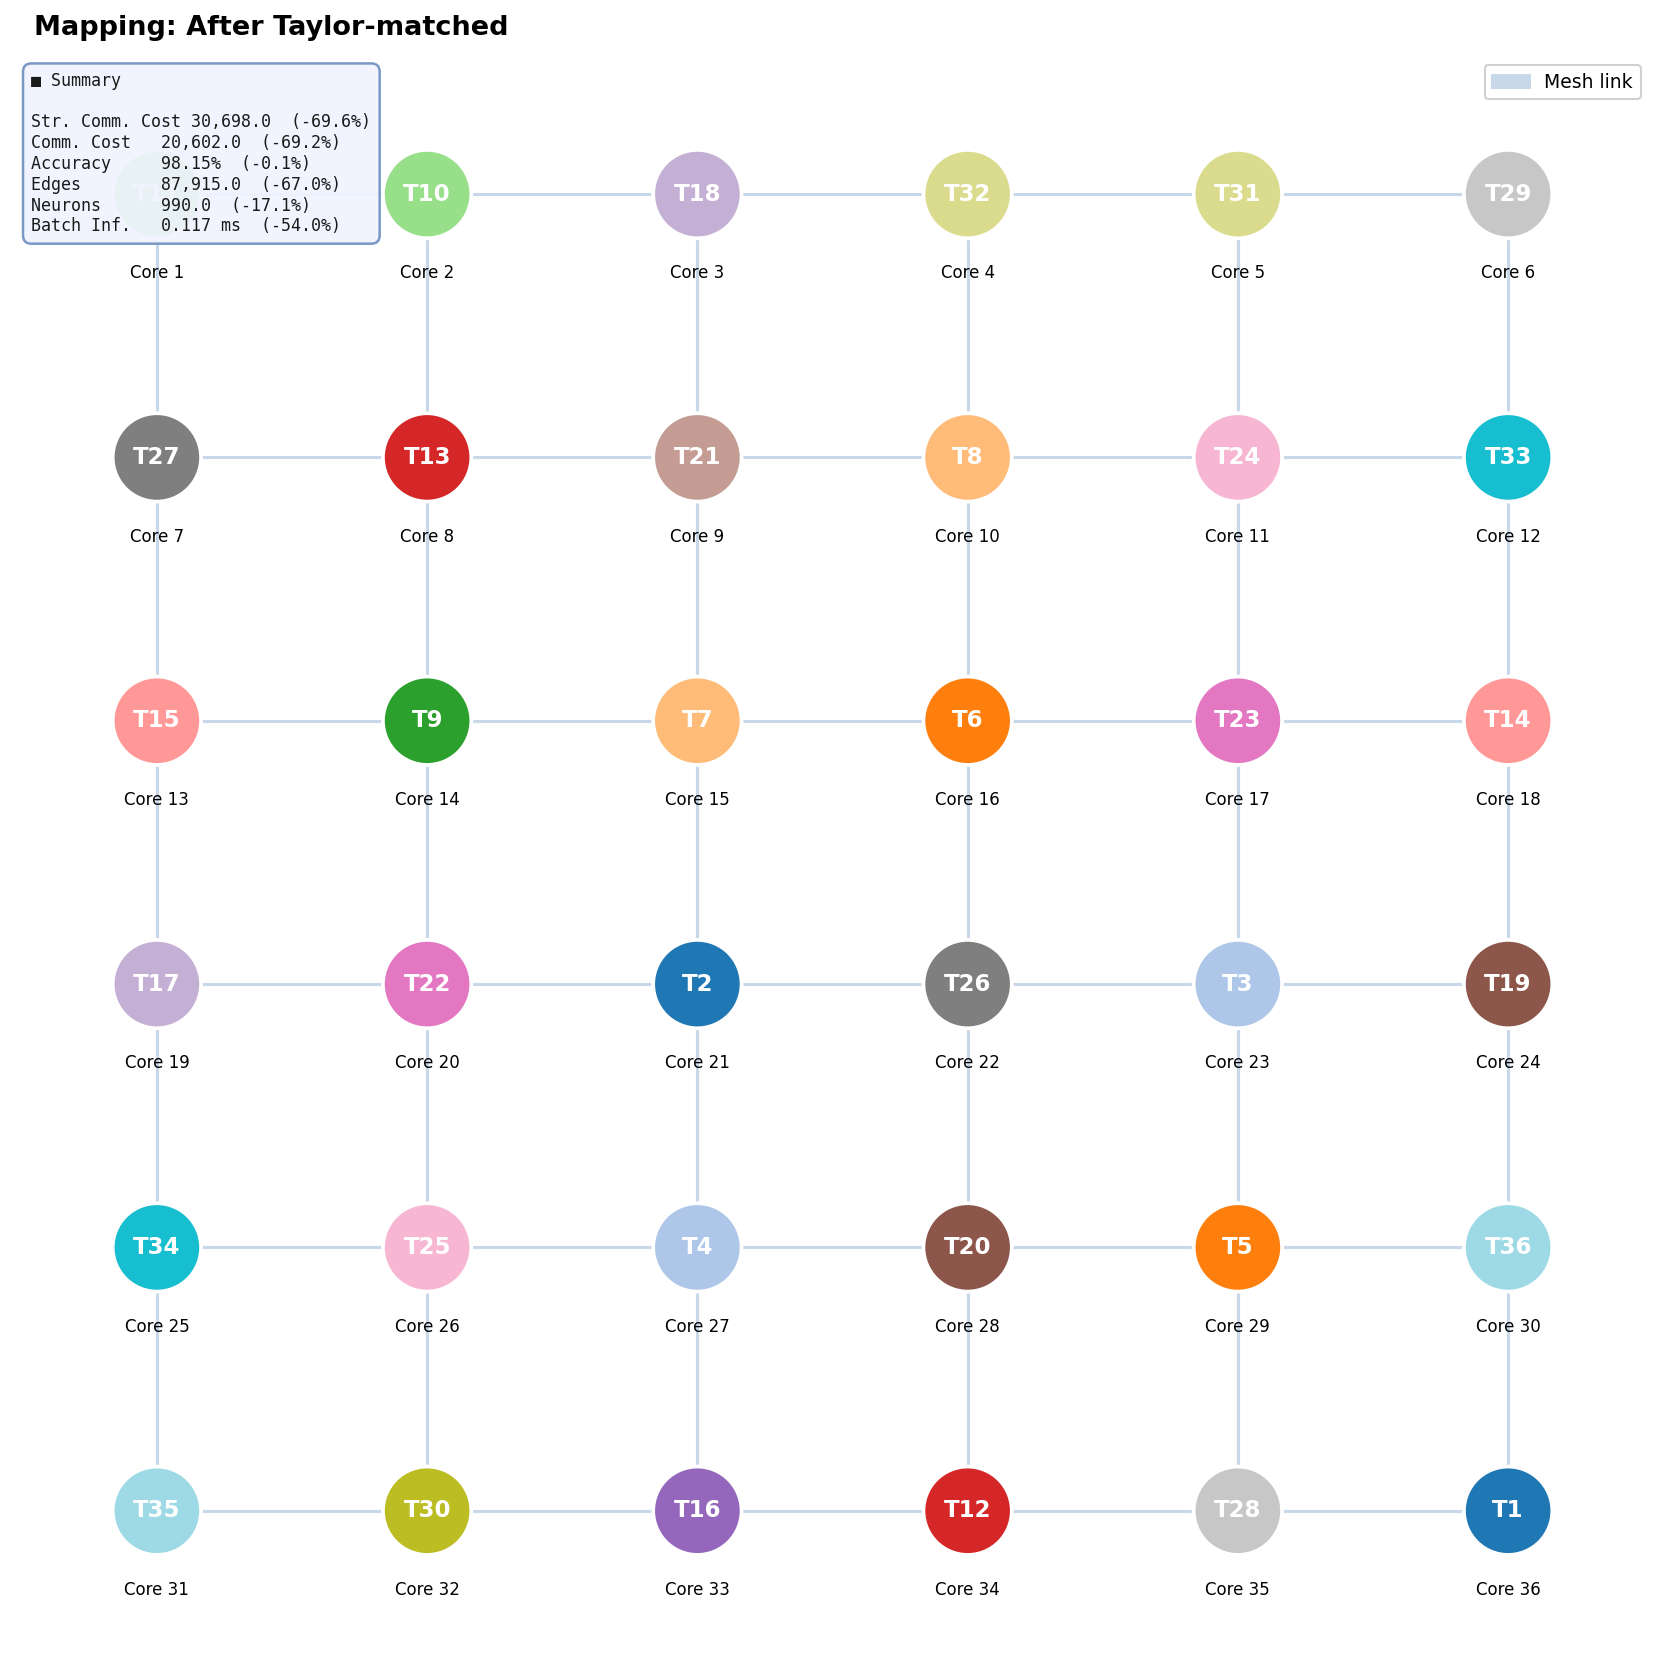 Mapping: After Taylor-matched
■ Summary
Str. Comm. Cost 30,698.0 (-69.6%)
Comm. Cost 20,602.0 (-69.2%)
Accuracy 98.15% (-0.1%)
Edges 87,915.0 (-67.0%)
Neurons 990.0 (-17.1%)
Batch Inf. 0.117 ms (-54.0%)
Mesh link
T10 T18 T32 T31 T29
Core 1 Core 2 Core 3 Core 4 Core 5 Core 6
T27 T13 T21 T8 T24 T33
Core 7 Core 8 Core 9 Core 10 Core 11 Core 12
T15 T9 T7 T6 T23 T14
Core 13 Core 14 Core 15 Core 16 Core 17 Core 18
T17 T22 T2 T26 T3 T19
Core 19 Core 20 Core 21 Core 22 Core 23 Core 24
T34 T25 T4 T20 T5 T36
Core 25 Core 26 Core 27 Core 28 Core 29 Core 30
T35 T30 T16 T12 T28 T1
Core 31 Core 32 Core 33 Core 34 Core 35 Core 36